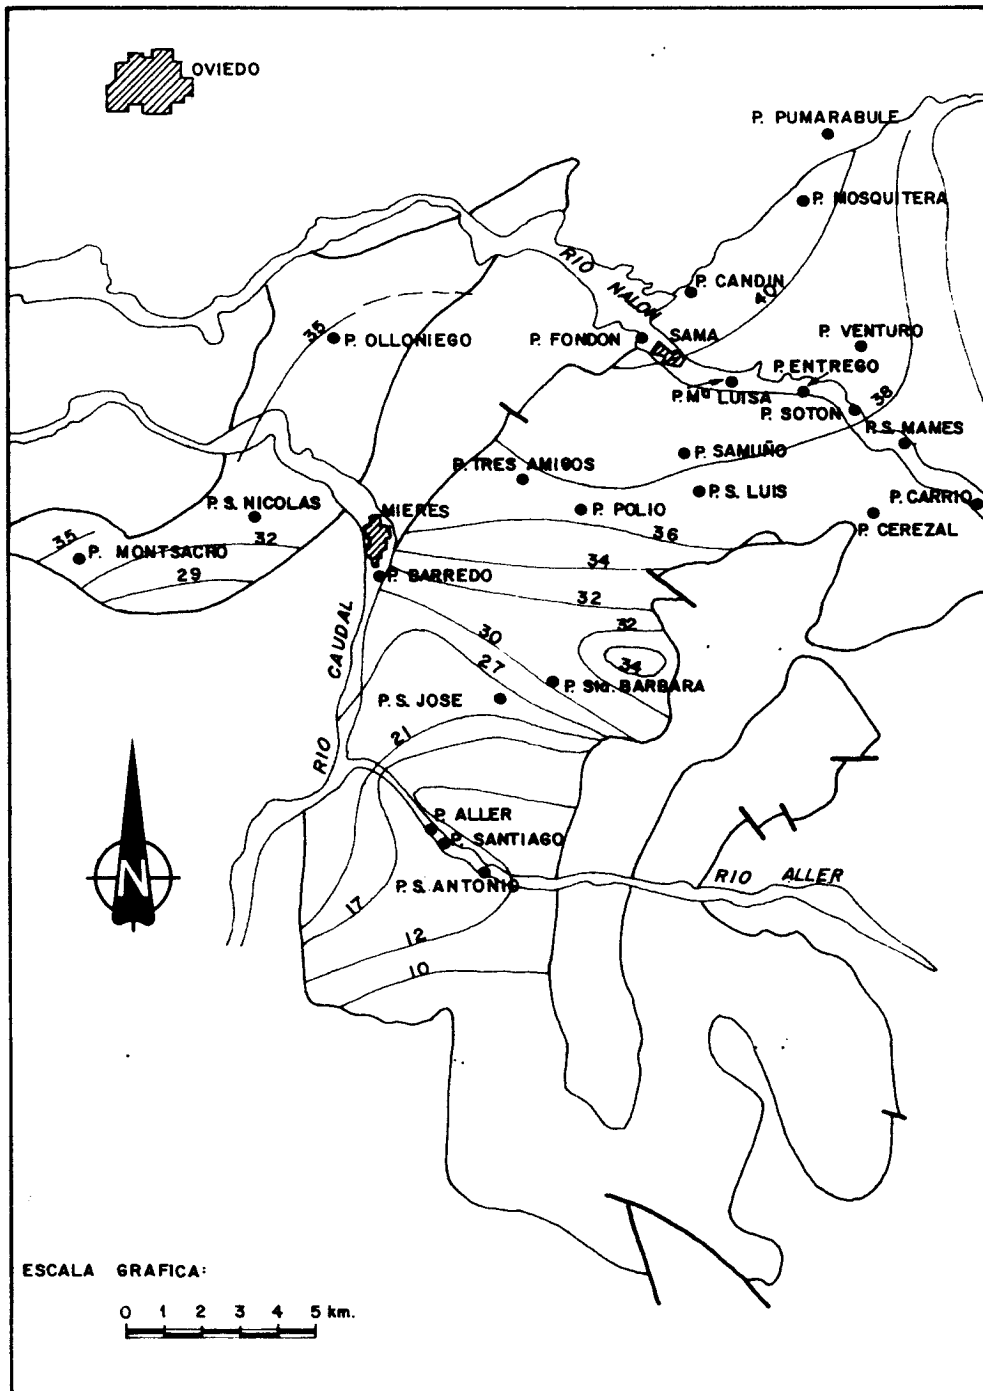 OVIEDO
P. PUMARABULE
P. MOSQUITERA
RIO NALON
P. CANDIN
40
35
P. OLLONIEGO
P. FONDON
SAMA
P. VENTURO
P. ENTREGO
P. Mª LUISA
38
P. SOTON
P.S. MAMES
P. SAMUÑO
P. TRES AMIGOS
P.S. NICOLAS
MIERES
P. POLIO
P.S. LUIS
P. CARRIO
P. CEREZAL
35
P. MONTSACRO
32
29
36
34
P. BARREDO
32
RIO CAUDAL
30
32
27
34
P. Sta. BARBARA
P.S. JOSE
21
P. ALLER
P. SANTIAGO
P.S. ANTONIO
RIO ALLER
17
12
10
N
ESCALA GRAFICA:
0 1 2 3 4 5 km.